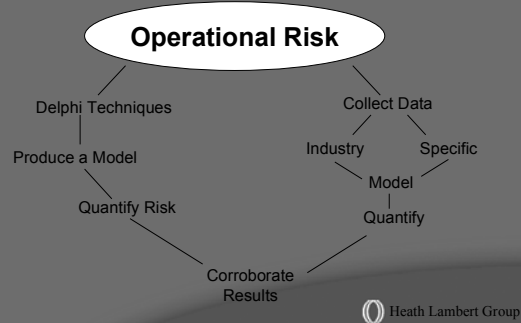 Operational Risk
Delphi Techniques
Collect Data
Produce a Model
Industry
Specific
Model
Quantify Risk
Quantify
Corroborate
Results
Heath Lambert Group